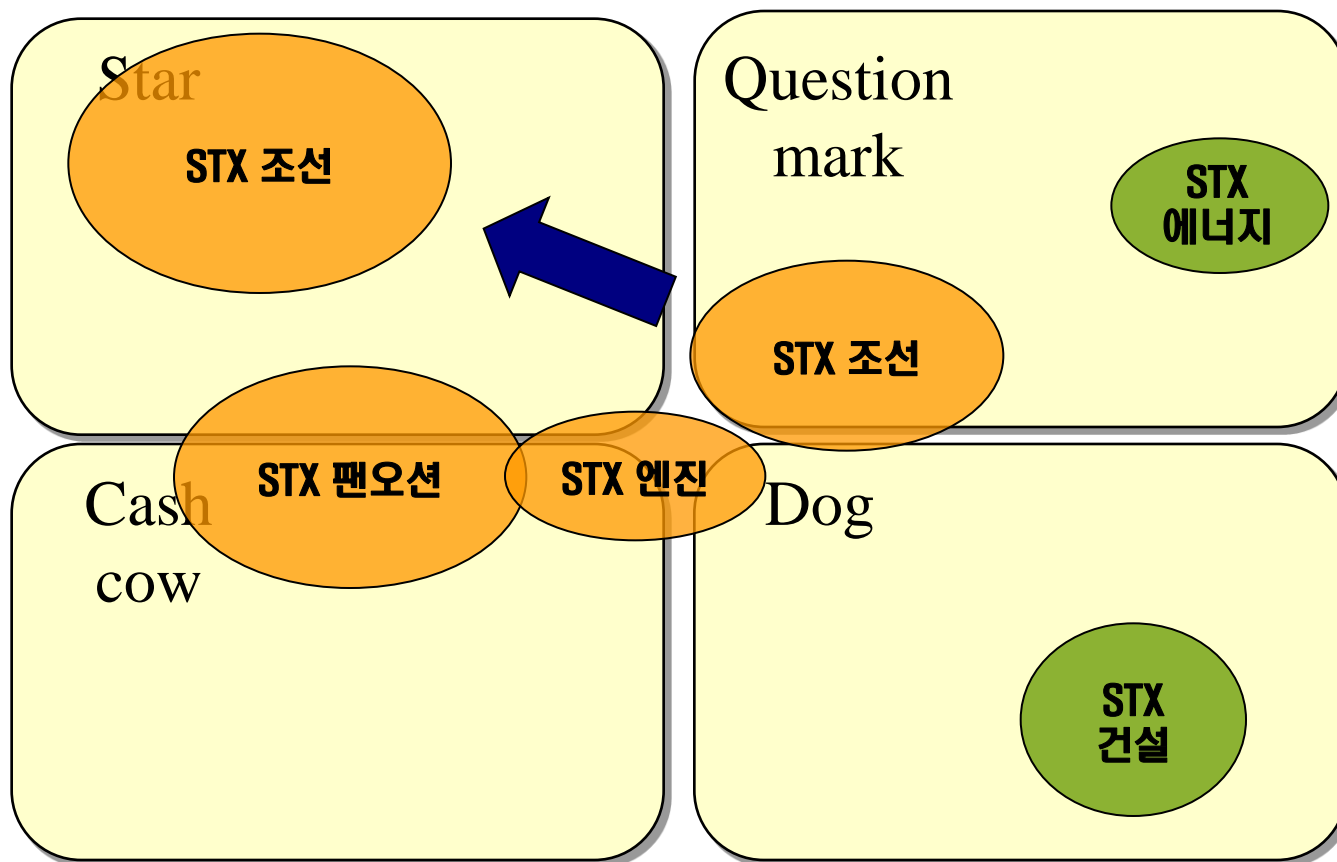 Star
STX 조선
Question
mark
STX
에너지
STX 조선
STX 팬오션
STX 엔진
Cash
cow
Dog
STX
건설